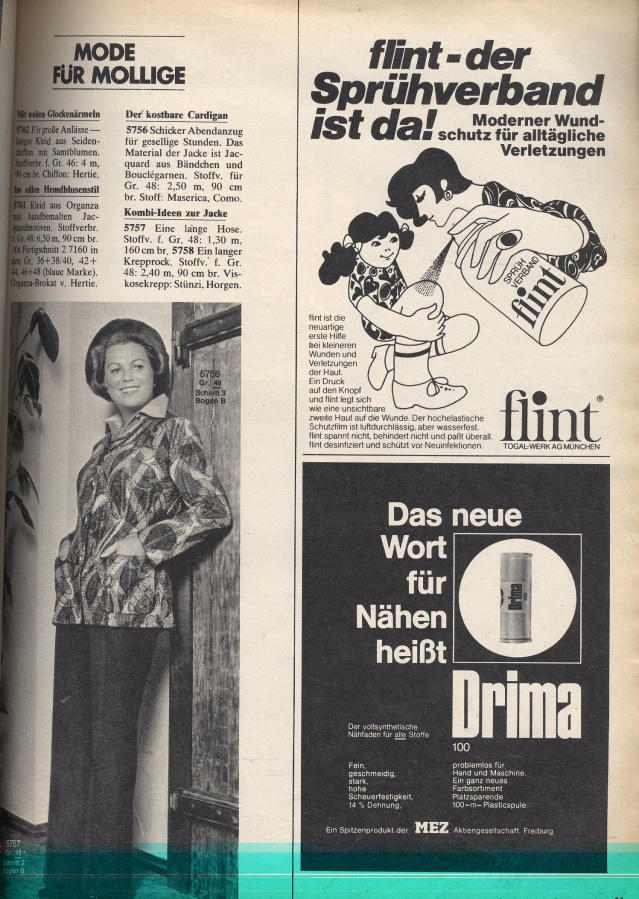 MODE
FÜR MOLLIGE
Mit weiten Glockenärmeln
5762 Für große Anlässe —
langes Kleid aus Seiden-
chiffon mit Samtblumen.
Stoffverbr. f. Gr. 46: 4 m,
90 cm br. Chiffon: Hertie.
Im edlen Hemdblusenstil
5761 Kleid aus Organza
mit handbemalten Jac-
quardmotiven. Stoffverbr.
f. Gr. 48: 6,50 m, 90 cm br.
Als Fertigschnitt 2 7160 in
den Gr. 36+38/40, 42+
44, 46+48 (blaue Marke).
Organza-Brokat v. Hertie.
Der kostbare Cardigan
5756 Schicker Abendanzug
für gesellige Stunden. Das
Material der Jacke ist Jac-
quard aus Bändchen und
Bouclégarnen. Stoffv. für
Gr. 48: 2,50 m, 90 cm
br. Stoff: Maserica, Como.
Kombi-Ideen zur Jacke
5757 Eine lange Hose.
Stoffv. f. Gr. 48: 1,30 m,
160 cm br. 5758 Ein langer
Krepprock. Stoffv. f. Gr.
48: 2,40 m, 90 cm br. Vis-
kosekrepp: Stünzi, Horgen.
5756
Gr. 48
Schnitt 3
Bogen B
5757
Gr. 48
Schnitt 2
Bogen B
flint - der
Sprühverband
ist da!
Moderner Wund-
schutz für alltägliche
Verletzungen
SPRÜH
VERBAND
flint
flint ist die
neuartige
erste Hilfe
bei kleineren
Wunden und
Verletzungen
der Haut.
Ein Druck
auf den Knopf
und flint legt sich
wie eine unsichtbare
zweite Haut auf die Wunde. Der hochelastische
Schutzfilm ist luftdurchlässig, aber wasserfest.
flint spannt nicht, behindert nicht und paßt überall.
flint desinfiziert und schützt vor Neuinfektionen.
flint®
TOGAL-WERK AG MÜNCHEN
Das neue
Wort
für
Nähen
heißt
Drima
Drima
100
Der vollsynthetische
Nähfaden für alle Stoffe
Fein,
geschmeidig,
stark,
hohe
Scheuerfestigkeit,
14 % Dehnung,
problemlos für
Hand und Maschine.
Ein ganz neues
Farbsortiment
Platzsparende
100-m-Plasticspule.
Ein Spitzenprodukt der MEZ Aktiengesellschaft, Freiburg